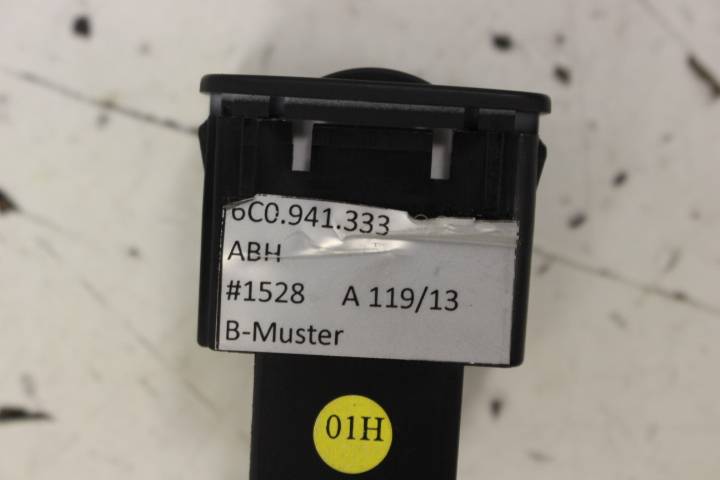 6C0.941.333
ABH
#1528 A 119/13
B-Muster
01H